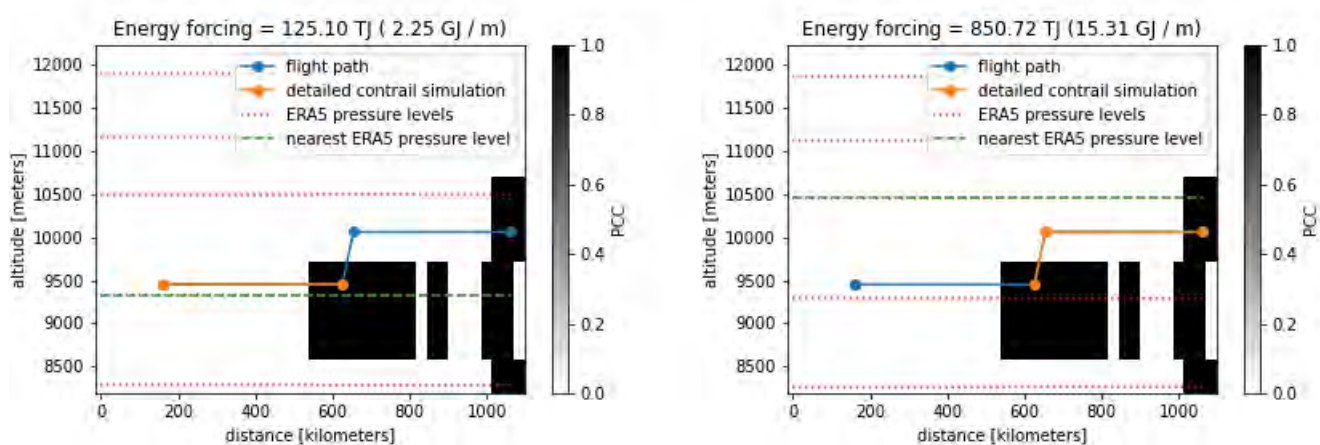 Energy forcing = 125.10 TJ ( 2.25 GJ / m)
12000
11500
11000
10500
10000
9500
9000
8500
altitude [meters]
flight path
detailed contrail simulation
ERA5 pressure levels
nearest ERA5 pressure level
0
200
400
600
800
1000
distance [kilometers]
1.0
0.8
0.6
0.4
0.2
0.0
PCC
Energy forcing = 850.72 TJ (15.31 GJ / m)
12000
11500
11000
10500
10000
9500
9000
8500
altitude [meters]
flight path
detailed contrail simulation
ERA5 pressure levels
nearest ERA5 pressure level
0
200
400
600
800
1000
distance [kilometers]
1.0
0.8
0.6
0.4
0.2
0.0
PCC